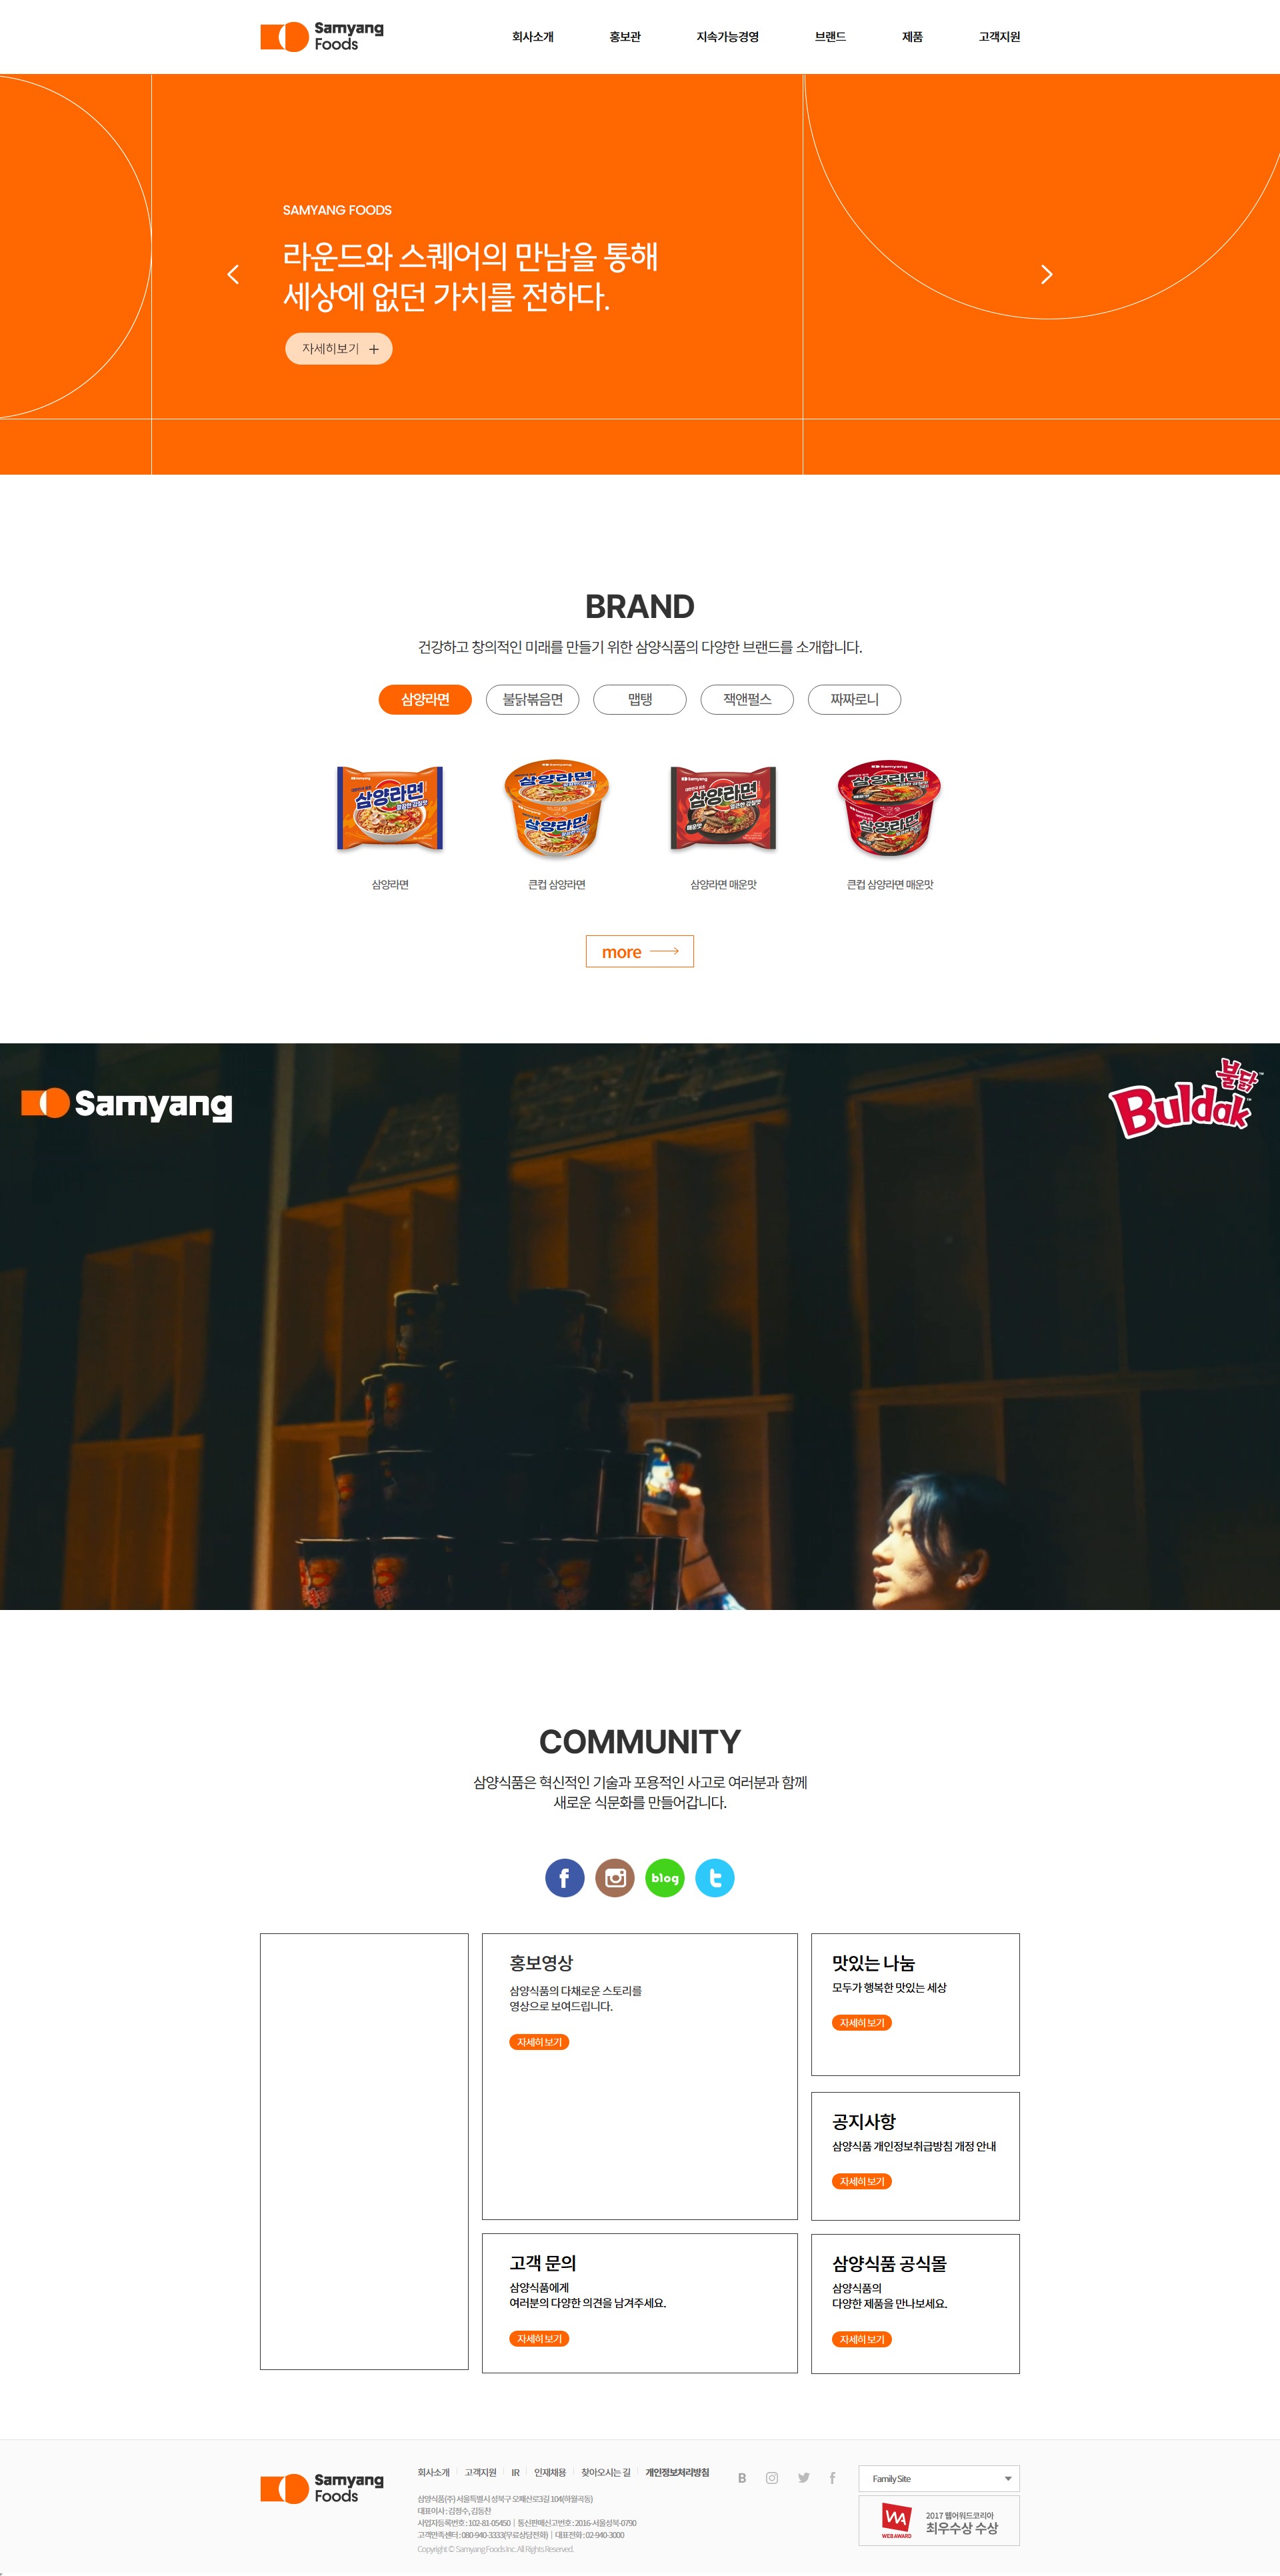 Samyang Foods
회사소개 홍보관 지속가능경영 브랜드 제품 고객지원
SAMYANG FOODS
라운드와 스퀘어의 만남을 통해
세상에 없던 가치를 전하다.
자세히보기 +
BRAND
건강하고 창의적인 미래를 만들기 위한 삼양식품의 다양한 브랜드를 소개합니다.
삼양라면 불닭볶음면 맵탱 잭앤펄스 짜짜로니
삼양라면 큰컵 삼양라면 삼양라면 매운맛 큰컵 삼양라면 매운맛
more
Samyang
불닭
Buldak
COMMUNITY
삼양식품은 혁신적인 기술과 포용적인 사고로 여러분과 함께
새로운 식문화를 만들어갑니다.
blog
홍보영상
삼양식품의 다채로운 스토리를
영상으로 보여드립니다.
자세히 보기
맛있는 나눔
모두가 행복한 맛있는 세상
자세히 보기
공지사항
삼양식품 개인정보취급방침 개정 안내
자세히 보기
고객 문의
삼양식품에게
여러분의 다양한 의견을 남겨주세요.
자세히 보기
삼양식품 공식몰
삼양식품의
다양한 제품을 만나보세요.
자세히 보기
Samyang Foods
회사소개 고객지원 IR 인재채용 찾아오시는 길 개인정보처리방침
삼양식품(주) 서울특별시 성북구 오패산로3길 104(하월곡동)
대표이사 : 김정수, 김동찬
사업자등록번호 : 102-81-05450 | 통신판매신고번호 : 2016-서울성북-0790
고객만족센터 : 080-940-3333(무료상담전화) | 대표전화 : 02-940-3000
Copyright © Samyang Foods Inc. All Rights Reserved.
Family Site
WEB AWARD
2017 웹어워드코리아
최우수상 수상